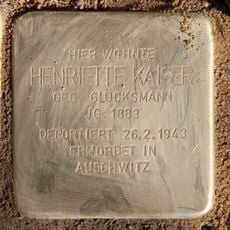 HIER WOHNTE
HENRIETTE KAISER
GEB. GLÜCKSMANN
JG. 1883
DEPORTIERT 26.2.1943
ERMORDET IN
AUSCHWITZ